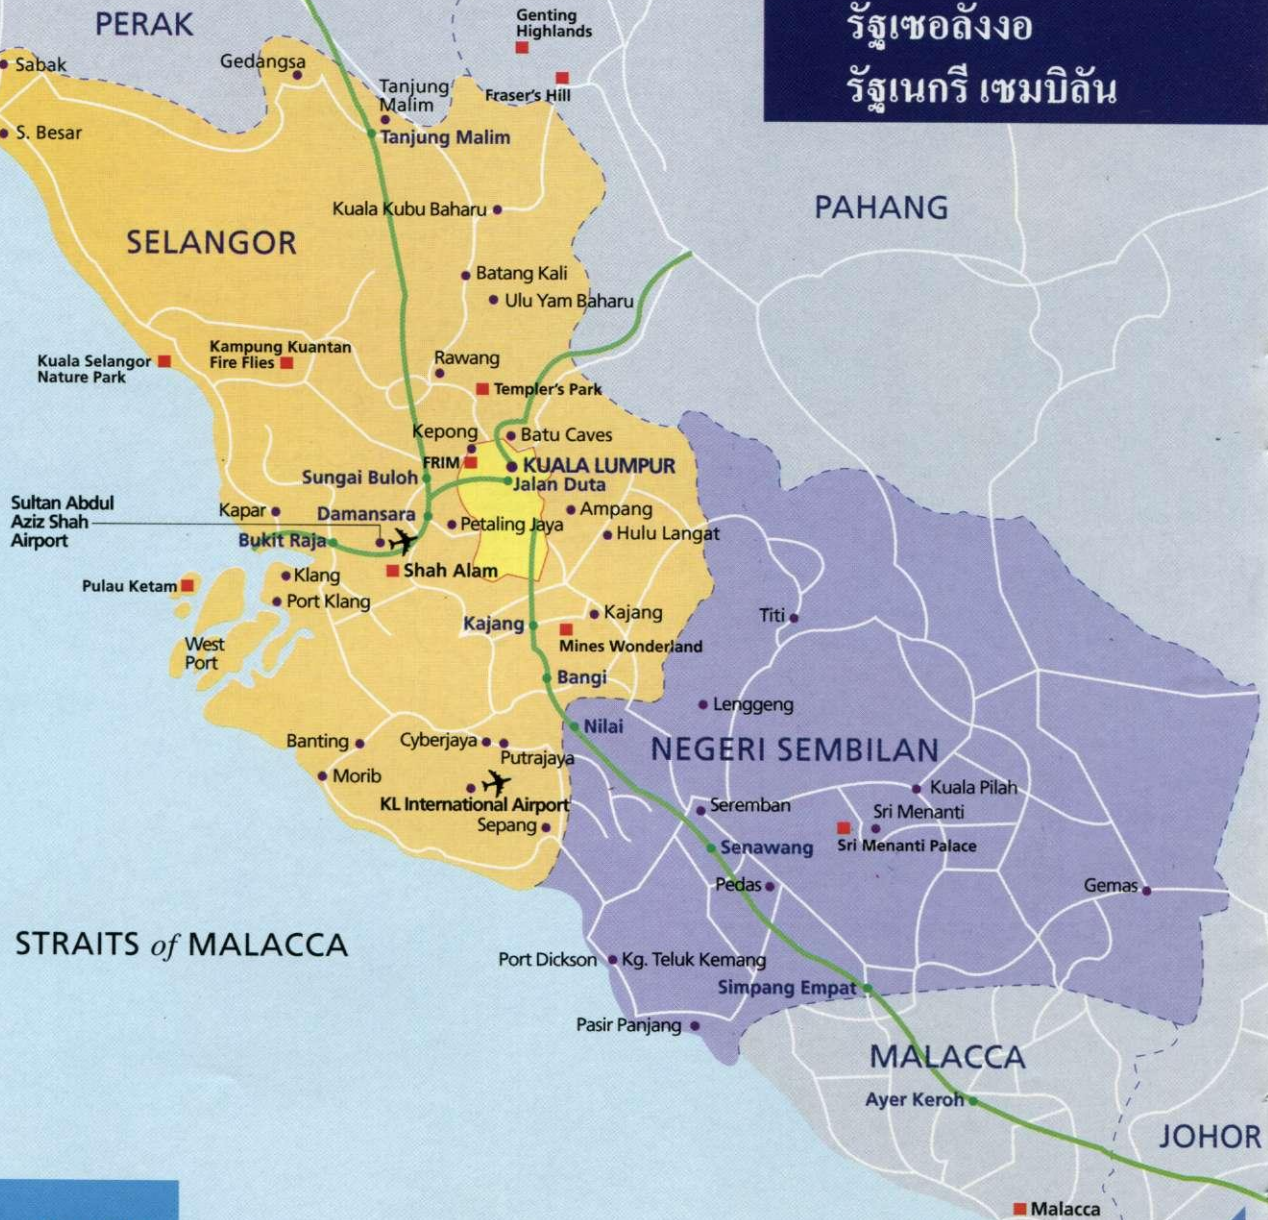 รัฐเซอลังงอ
รัฐเนกรี เซมบิลัน
PERAK
Genting
Highlands
Sabak
Gedangsa
Tanjung
Malim
Fraser's Hill
S. Besar
Tanjung Malim
PAHANG
Kuala Kubu Baharu
SELANGOR
Batang Kali
Ulu Yam Baharu
Kuala Selangor
Nature Park
Kampung Kuantan
Fire Flies
Rawang
Templer's Park
Kepong
Batu Caves
FRIM
KUALA LUMPUR
Sungai Buloh
Jalan Duta
Sultan Abdul
Aziz Shah
Airport
Kapar
Damansara
Ampang
Petaling Jaya
Hulu Langat
Bukit Raja
Shah Alam
Klang
Pulau Ketam
Port Klang
Kajang
Kajang
Titi
West
Port
Mines Wonderland
Bangi
Lenggeng
Nilai
Banting
Cyberjaya
Putrajaya
NEGERI SEMBILAN
Morib
Kuala Pilah
KL International Airport
Seremban
Sri Menanti
Sepang
Senawang
Sri Menanti Palace
Pedas
Gemas
STRAITS of MALACCA
Port Dickson
Kg. Teluk Kemang
Simpang Empat
Pasir Panjang
MALACCA
Ayer Keroh
JOHOR
Malacca